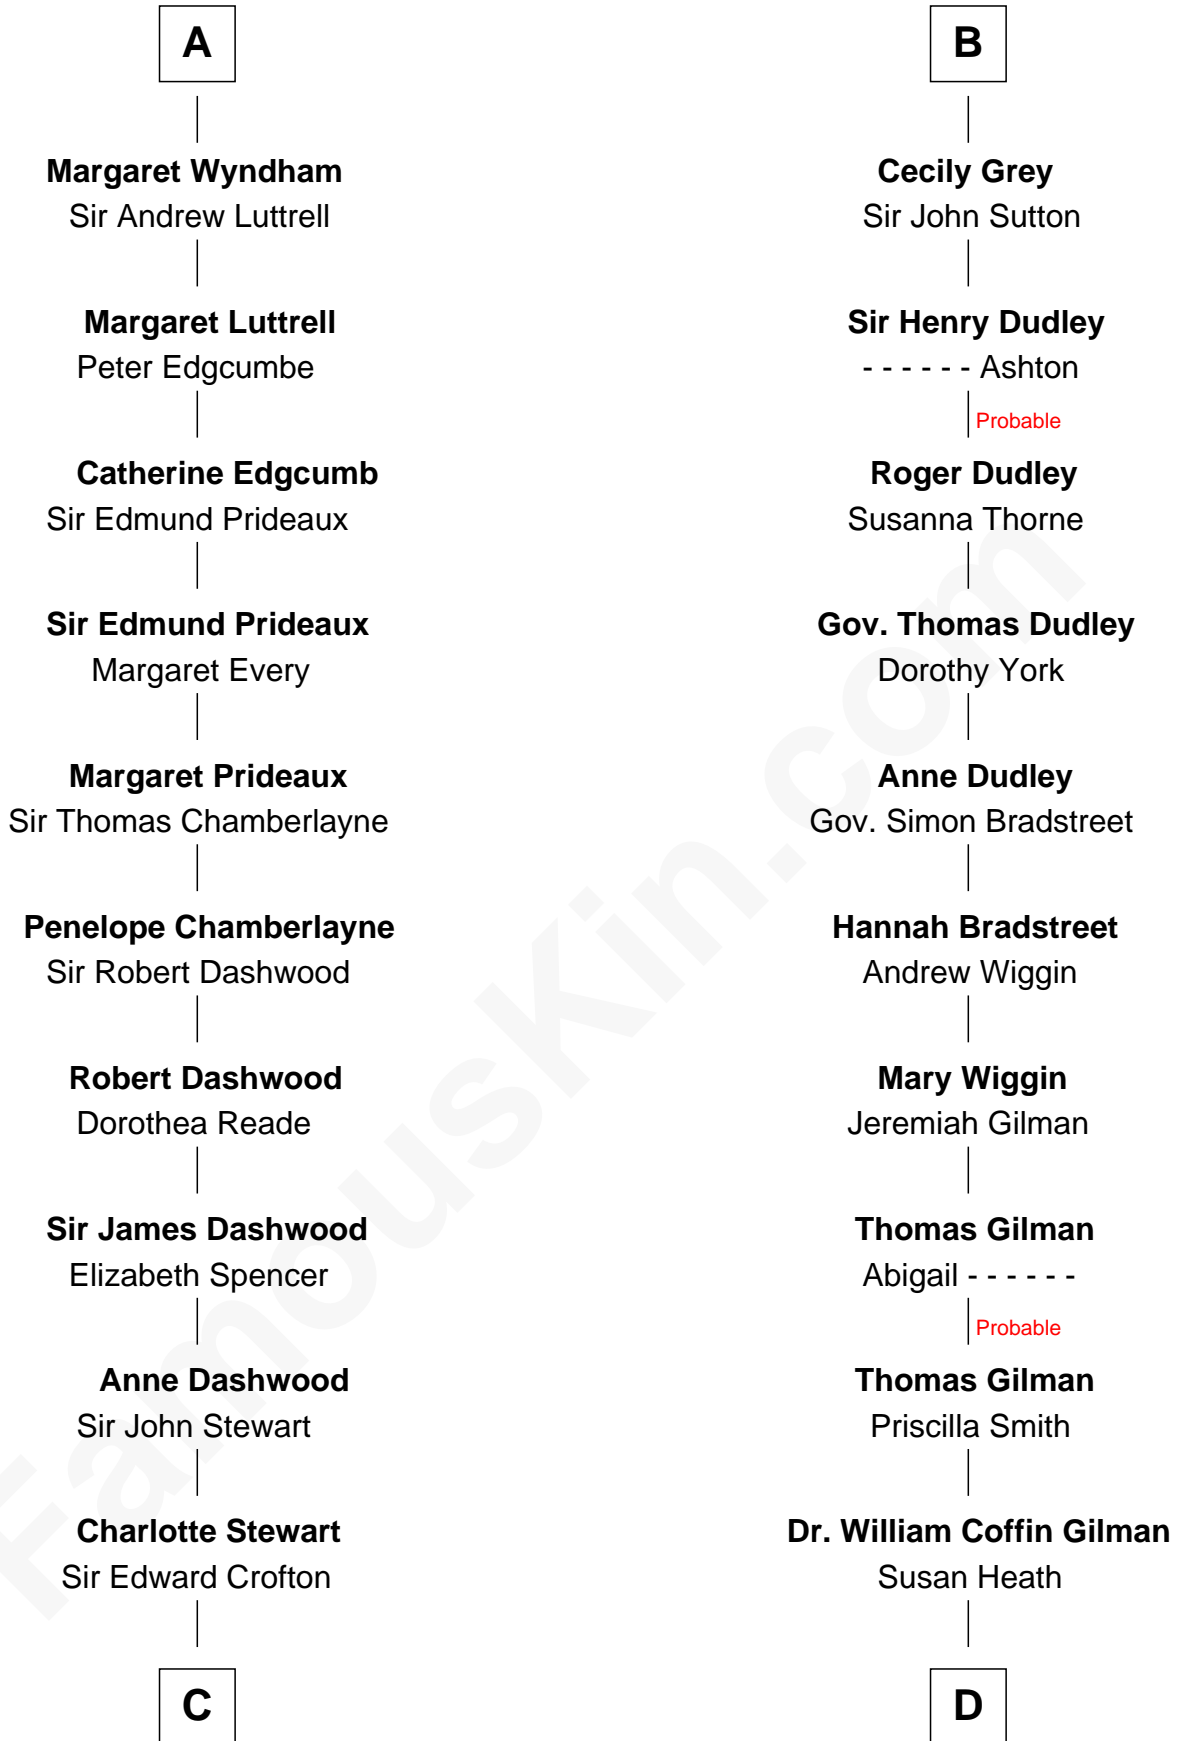 A
Margaret Wyndham
Sir Andrew Luttrell
Margaret Luttrell
Peter Edgcumbe
Catherine Edgcumb
Sir Edmund Prideaux
Sir Edmund Prideaux
Margaret Every
Margaret Prideaux
Sir Thomas Chamberlayne
Penelope Chamberlayne
Sir Robert Dashwood
Robert Dashwood
Dorothea Reade
Sir James Dashwood
Elizabeth Spencer
Anne Dashwood
Sir John Stewart
Charlotte Stewart
Sir Edward Crofton
C
B
Cecily Grey
Sir John Sutton
Sir Henry Dudley
- - - - - - Ashton
Probable
Roger Dudley
Susanna Thorne
Gov. Thomas Dudley
Dorothy York
Anne Dudley
Gov. Simon Bradstreet
Hannah Bradstreet
Andrew Wiggin
Mary Wiggin
Jeremiah Gilman
Thomas Gilman
Abigail - - - - - -
Probable
Thomas Gilman
Priscilla Smith
Dr. William Coffin Gilman
Susan Heath
D
FamousKin.com